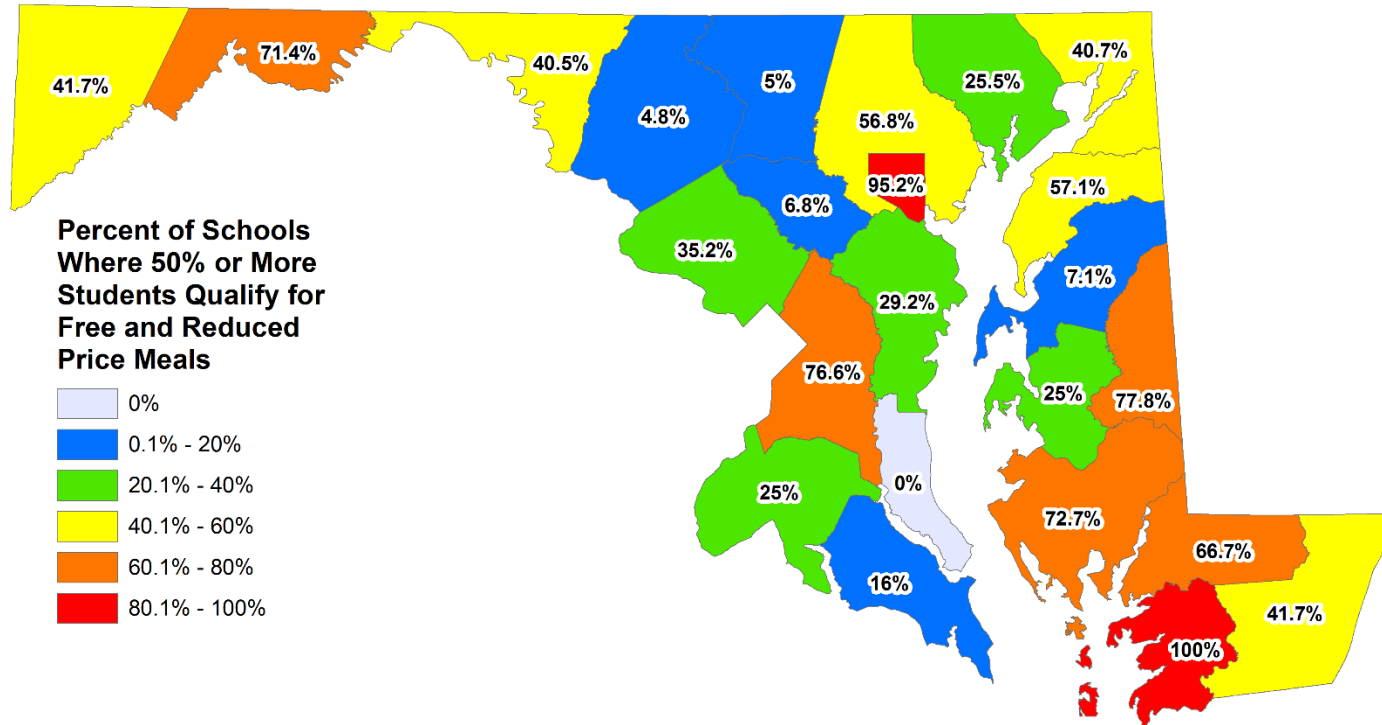 41.7%
71.4%
40.5%
4.8%
5%
56.8%
25.5%
40.7%
95.2%
57.1%
6.8%
35.2%
7.1%
29.2%
76.6%
25%
77.8%
0%
25%
72.7%
66.7%
16%
41.7%
100%
Percent of Schools
Where 50% or More
Students Qualify for
Free and Reduced
Price Meals
0%
0.1% - 20%
20.1% - 40%
40.1% - 60%
60.1% - 80%
80.1% - 100%